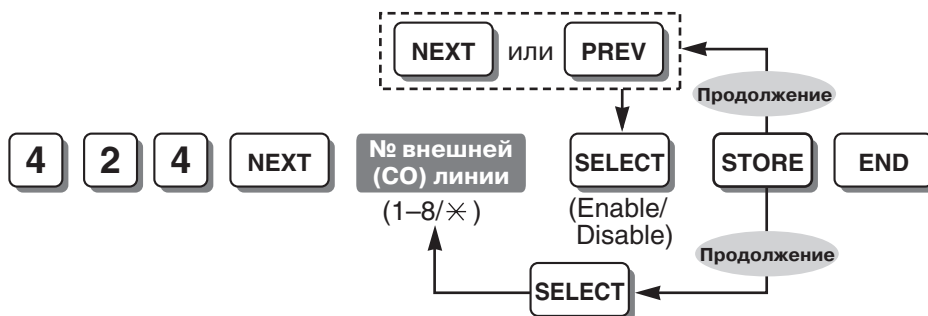 NEXT или PREV
Продолжение
4 2 4 NEXT № внешней (CO) линии SELECT STORE END
(1–8/✳)
(Enable/
Disable)
Продолжение
SELECT